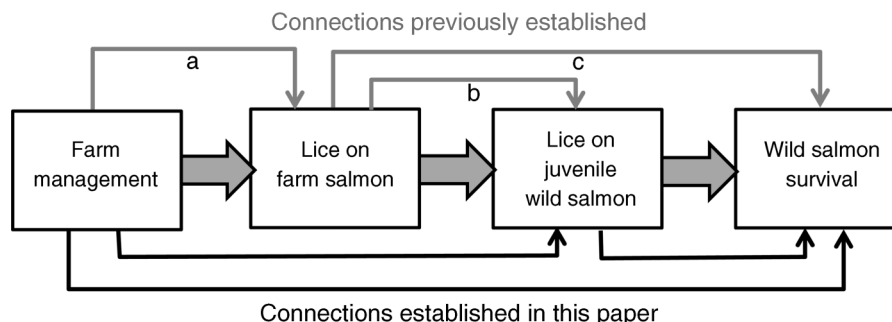 Connections previously established
a
c
b
Farm
management
Lice on
farm salmon
Lice on
juvenile
wild salmon
Wild salmon
survival
Connections established in this paper